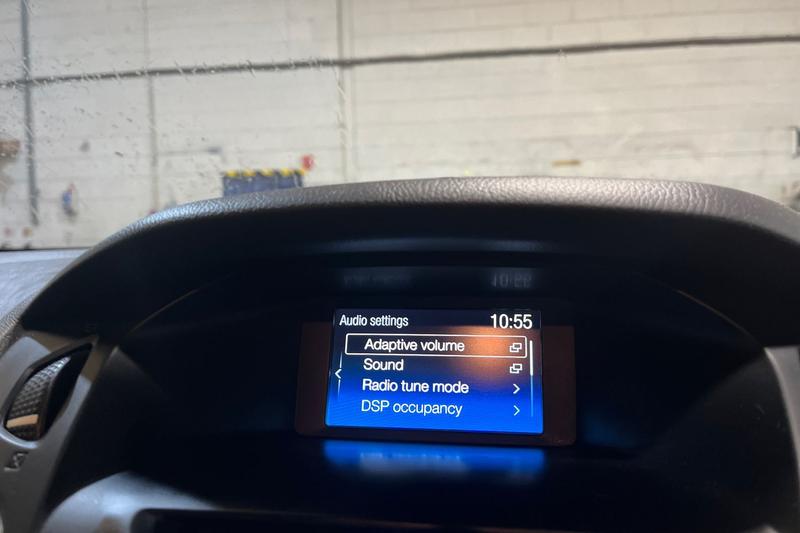 Audio settings 10:55
Adaptive volume
Sound
Radio tune mode
DSP occupancy